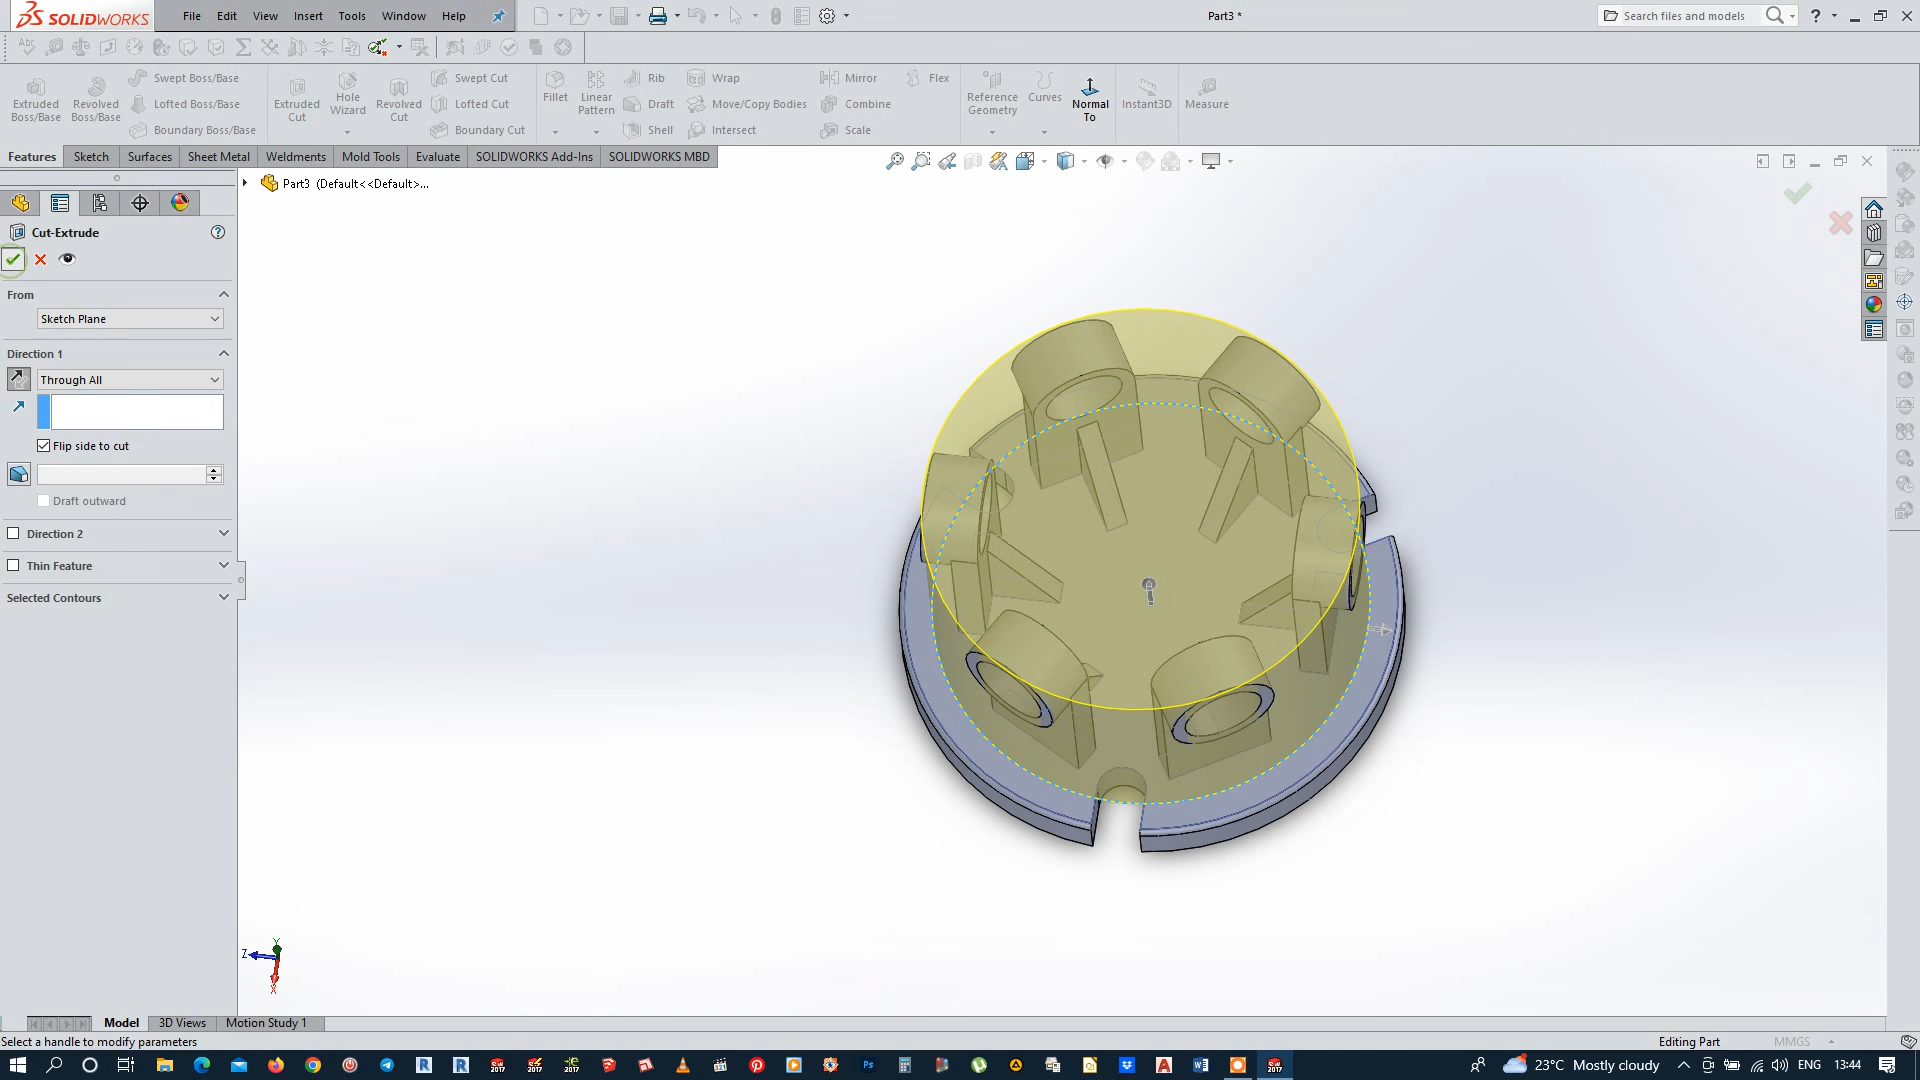 SOLIDWORKS
File Edit View Insert Tools Window Help
Part3 *
Search files and models
Extruded Boss/Base
Revolved Boss/Base
Swept Boss/Base
Lofted Boss/Base
Boundary Boss/Base
Extruded Cut
Hole Wizard
Revolved Cut
Swept Cut
Lofted Cut
Boundary Cut
Fillet
Linear Pattern
Rib
Draft
Shell
Wrap
Move/Copy Bodies
Intersect
Mirror
Combine
Scale
Flex
Reference Geometry
Curves
Normal To
Instant3D
Measure
Features Sketch Surfaces Sheet Metal Weldments Mold Tools Evaluate SOLIDWORKS Add-Ins SOLIDWORKS MBD
Part3 (Default<<Default>...
Cut-Extrude
From
Sketch Plane
Direction 1
Through All
Flip side to cut
Draft outward
Direction 2
Thin Feature
Selected Contours
Y
Z
X
Model 3D Views Motion Study 1
Select a handle to modify parameters
Editing Part
MMGS
23°C Mostly cloudy
ENG
13:44